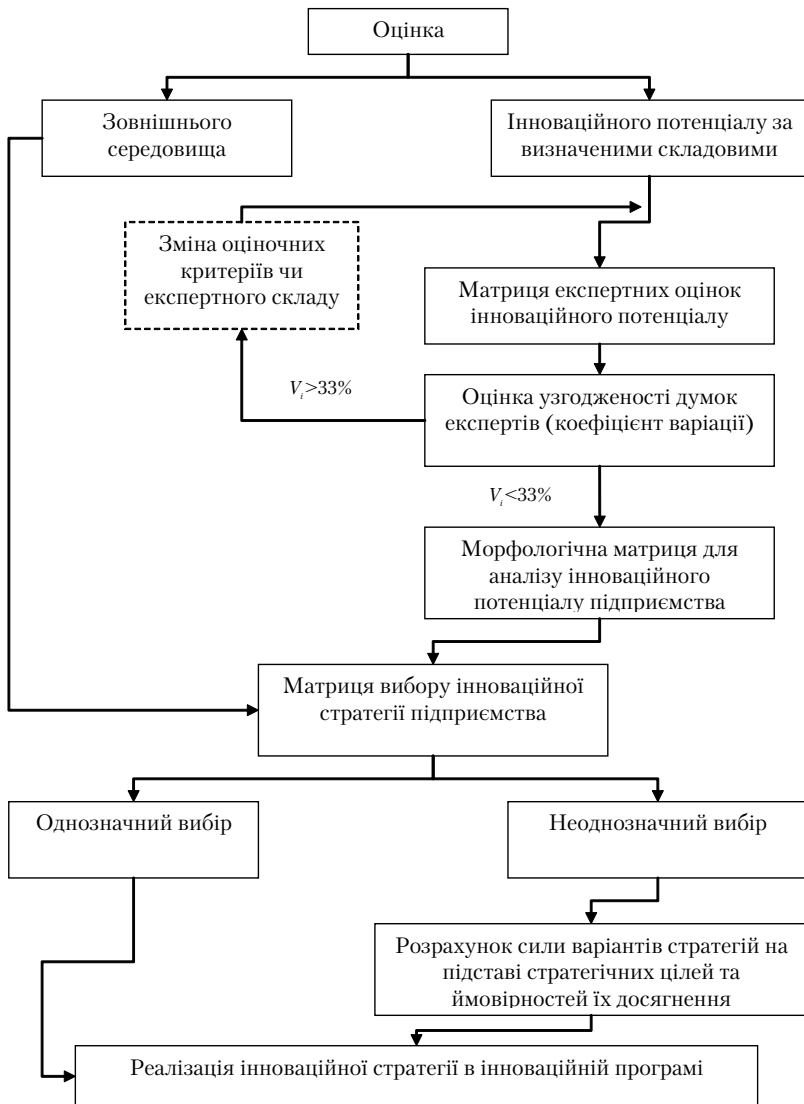 Оцінка
Зовнішнього
середовища
Інноваційного потенціалу за
визначеними складовими
Зміна оціночних
критеріїв чи
експертного складу
Матриця експертних оцінок
інноваційного потенціалу
V_i>33%
Оцінка узгодженості думок
експертів (коефіцієнт варіації)
V_i<33%
Морфологічна матриця для
аналізу інноваційного
потенціалу підприємства
Матриця вибору інноваційної
стратегії підприємства
Однозначний вибір
Неоднозначний вибір
Розрахунок сили варіантів стратегій на
підставі стратегічних цілей та
ймовірностей їх досягнення
Реалізація інноваційної стратегії в інноваційній програмі